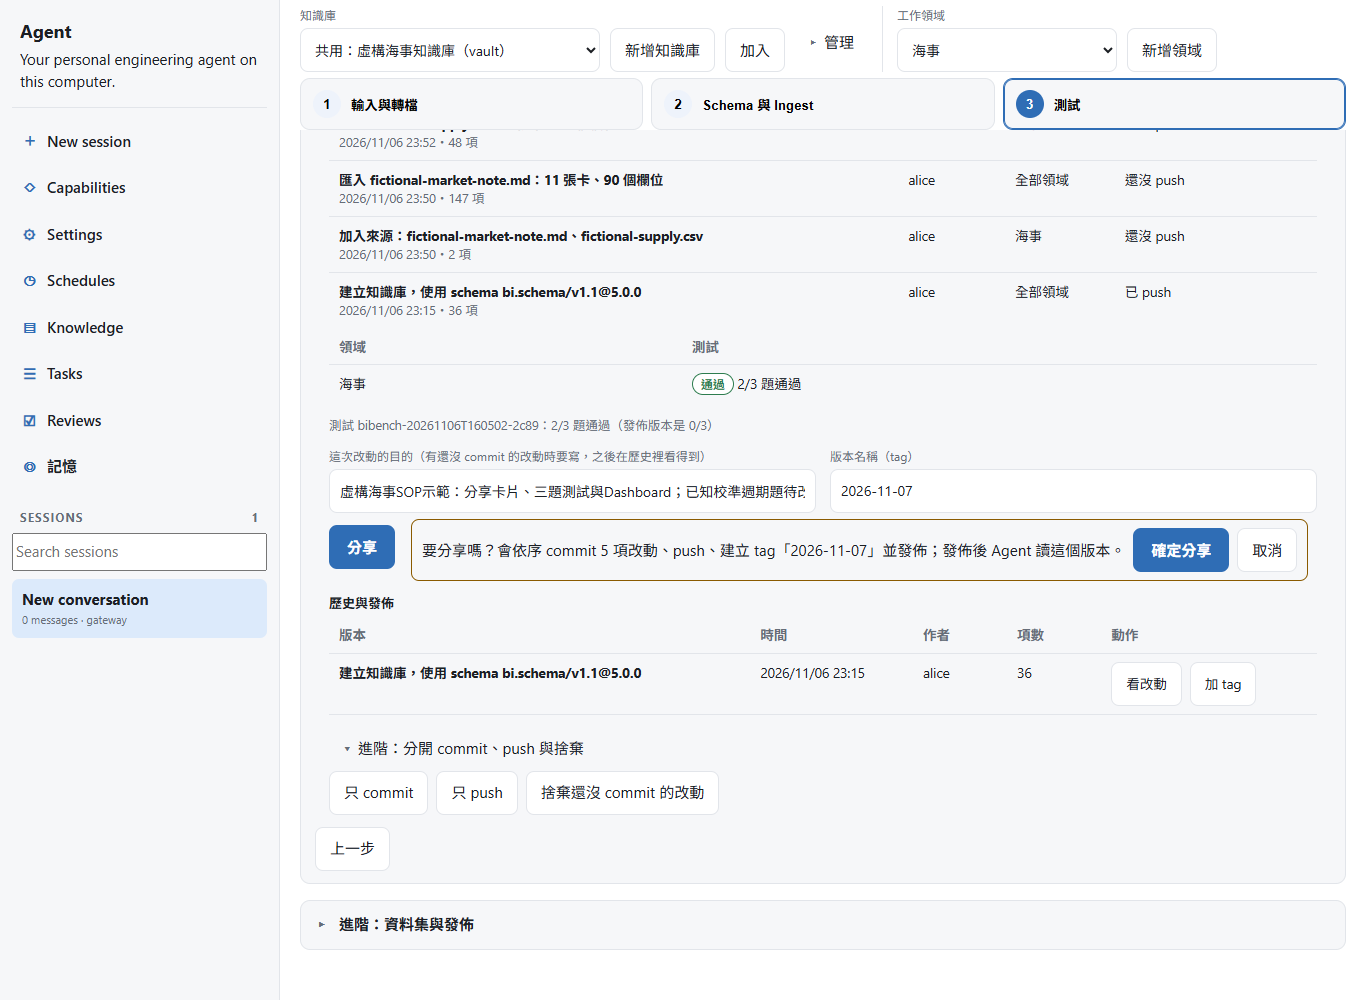 Agent
Your personal engineering agent on
this computer.
New session
Capabilities
Settings
Schedules
Knowledge
Tasks
Reviews
記憶
SESSIONS 1
Search sessions
New conversation
0 messages · gateway
知識庫
共用：虛構海事知識庫（vault）
新增知識庫
加入
管理
工作領域
海事
新增領域
1 輸入與轉檔
2 Schema 與 Ingest
3 測試
2026/11/06 23:52・48 項
匯入 fictional-market-note.md：11 張卡、90 個欄位 alice 全部領域 還沒 push
2026/11/06 23:50・147 項
加入來源：fictional-market-note.md、fictional-supply.csv alice 海事 還沒 push
2026/11/06 23:50・2 項
建立知識庫，使用 schema bi.schema/v1.1@5.0.0 alice 全部領域 已 push
2026/11/06 23:15・36 項
領域 測試
海事 通過 2/3 題通過
測試 bibench-20261106T160502-2c89：2/3 題通過（發佈版本是 0/3）
這次改動的目的（有還沒 commit 的改動時要寫，之後在歷史裡看得到） 版本名稱（tag）
虛構海事SOP示範：分享卡片、三題測試與Dashboard；已知校準週期題待 2026-11-07
分享
要分享嗎？會依序 commit 5 項改動、push、建立 tag「2026-11-07」並發佈；發佈後 Agent 讀這個版本。 確定分享 取消
歷史與發佈
版本 時間 作者 項數 動作
建立知識庫，使用 schema bi.schema/v1.1@5.0.0 2026/11/06 23:15 alice 36 看改動 加 tag
進階：分開 commit、push 與捨棄
只 commit 只 push 捨棄還沒 commit 的改動
上一步
進階：資料集與發佈